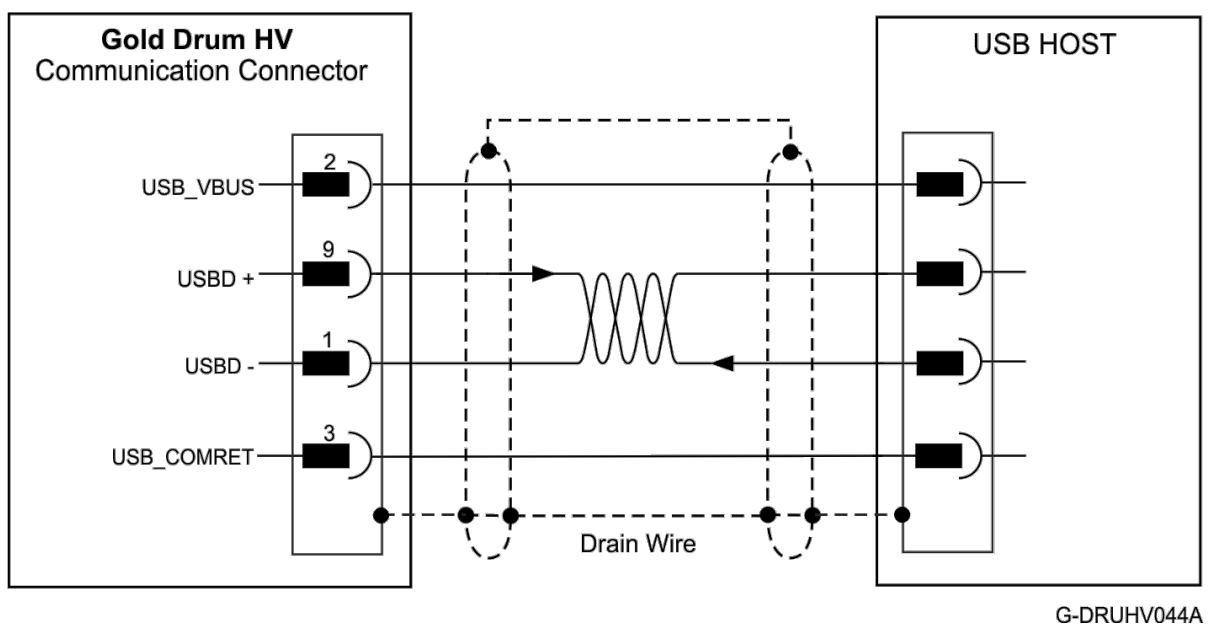 Gold Drum HV
Communication Connector
USB HOST
2
USB_VBUS
9
USBD +
1
USBD -
3
USB_COMRET
Drain Wire
G-DRUHV044A